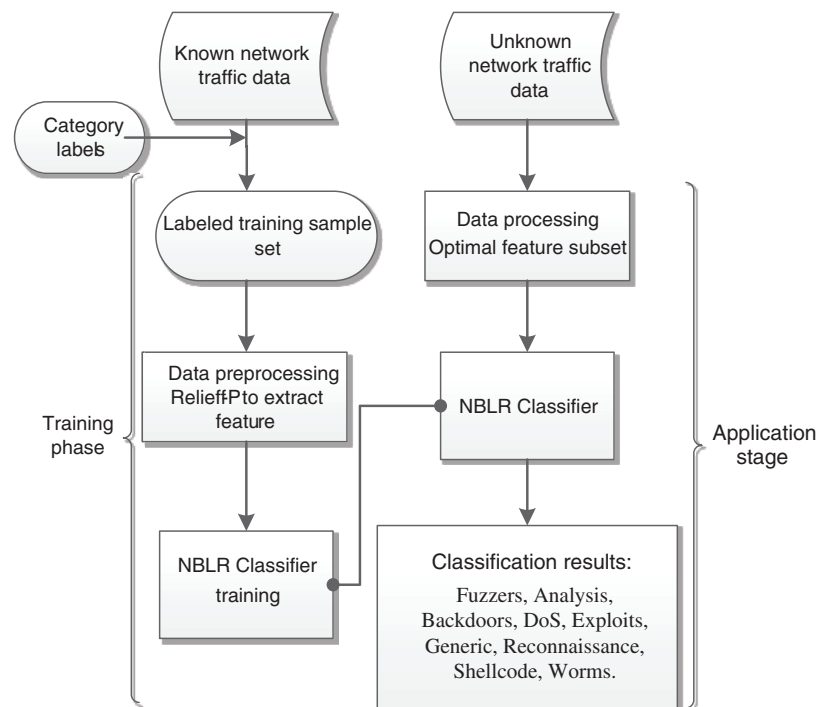 Known network
traffic data
Unknown
network traffic
data
Category
labels
Labeled training sample
set
Data processing
Optimal feature subset
Data preprocessing
Relieff-P to extract
feature
NBLR Classifier
Training
phase
Application
stage
NBLR Classifier
training
Classification results:
Fuzzers, Analysis,
Backdoors, DoS, Exploits,
Generic, Reconnaissance,
Shellcode, Worms.